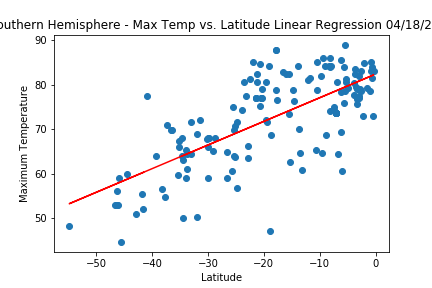 outhern Hemisphere - Max Temp vs. Latitude Linear Regression 04/18/2
90
80
70
60
50
Maximum Temperature
−50 −40 −30 −20 −10 0
Latitude